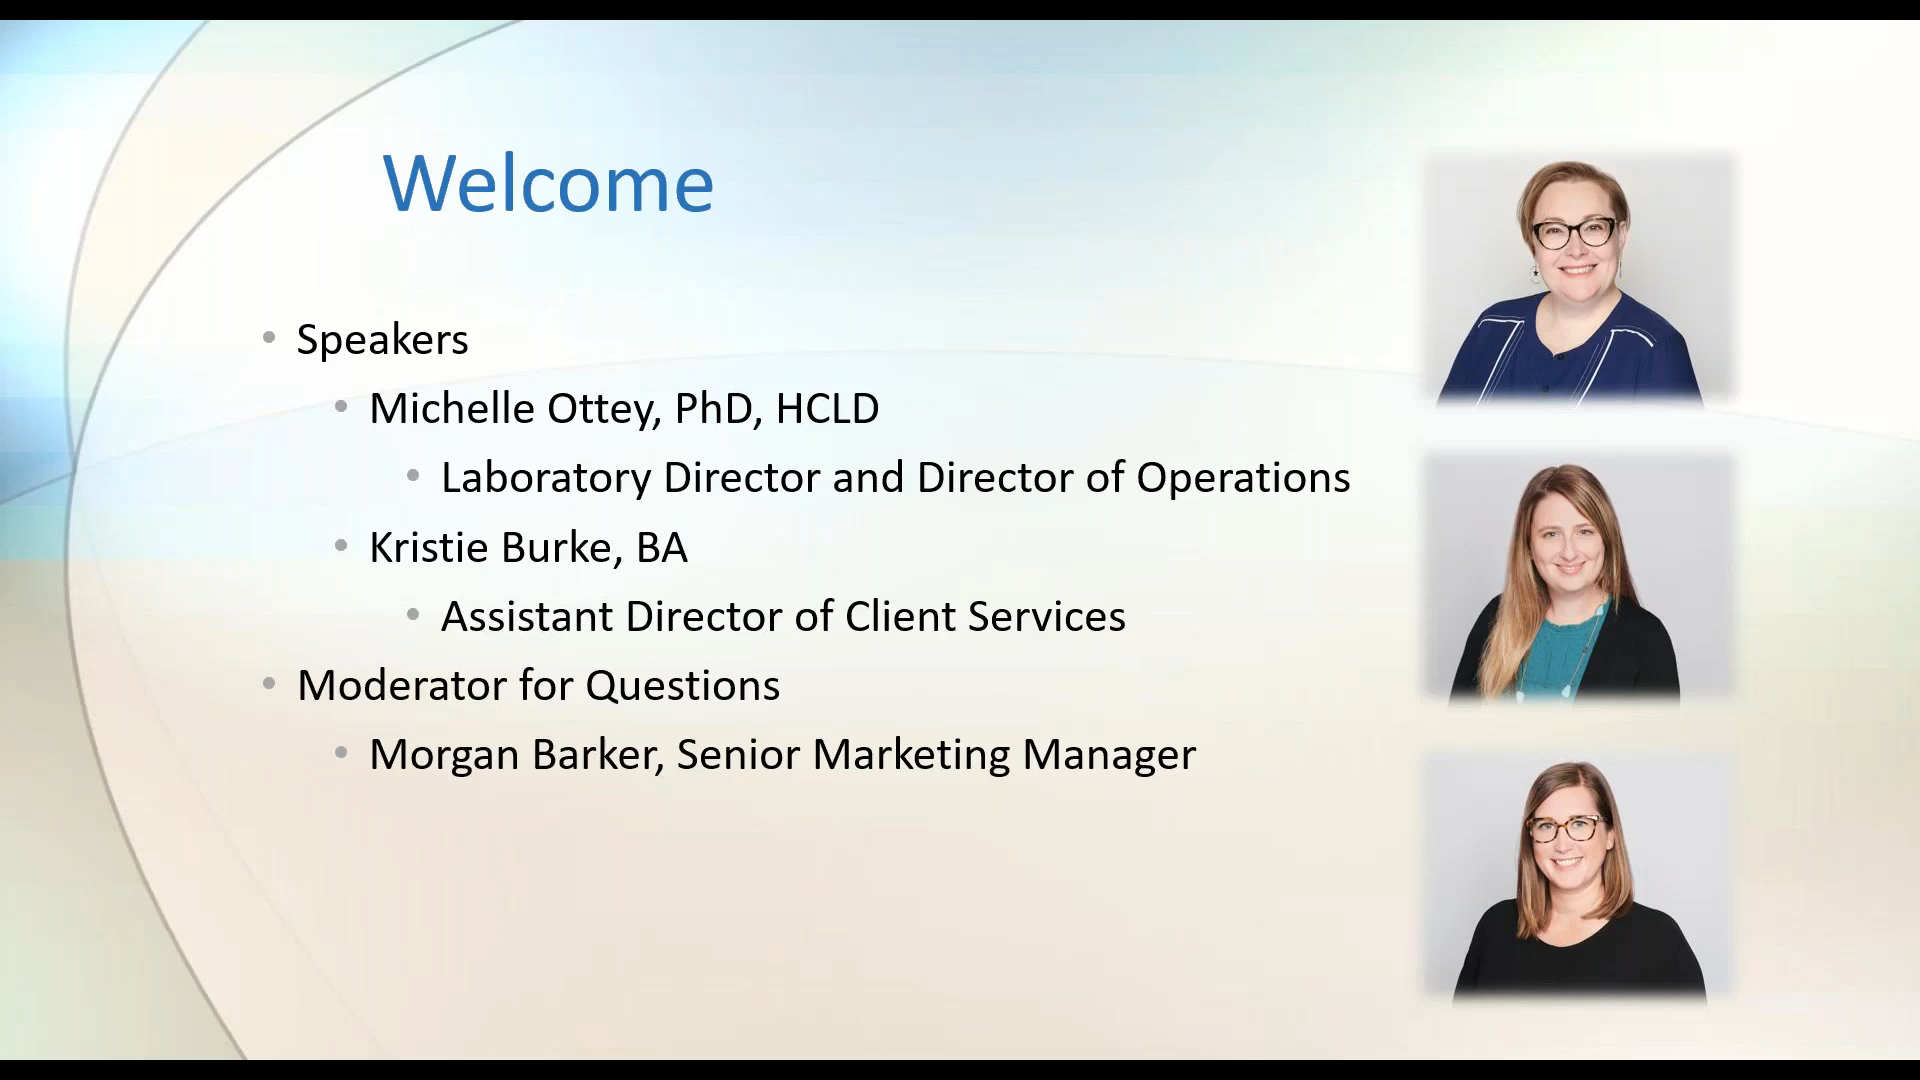 Welcome
Speakers
Michelle Ottey, PhD, HCLD
Laboratory Director and Director of Operations
Kristie Burke, BA
Assistant Director of Client Services
Moderator for Questions
Morgan Barker, Senior Marketing Manager